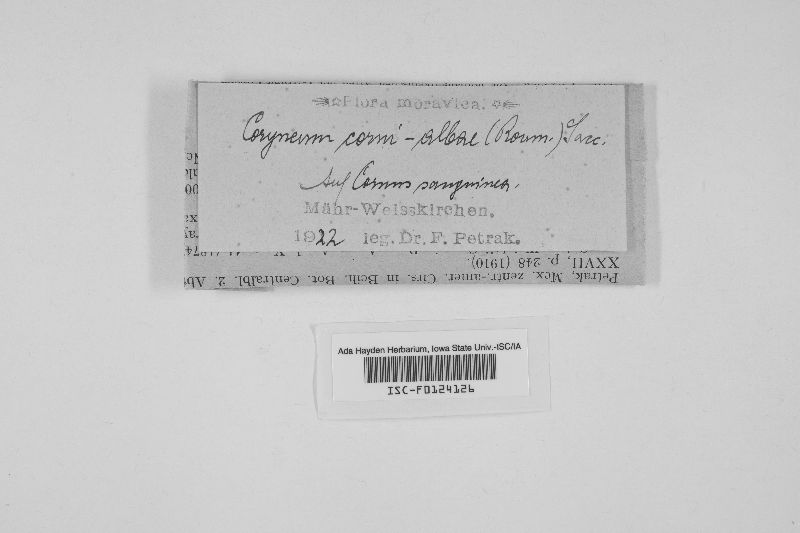 Flora moravica.
Coryneum corni-albae (Roum.) Sacc.
Auf Cornus sanguinea.
Mähr-Weisskirchen.
1922 leg. Dr. F. Petrak.
XXVII, p. 248 (1910).
Petrak, Mex. zentr.-amer. Cirs. in Beih. Bot. Centralbl. 2. Abt
Ada Hayden Herbarium, Iowa State Univ.-ISC/IA
ISC-F0124126